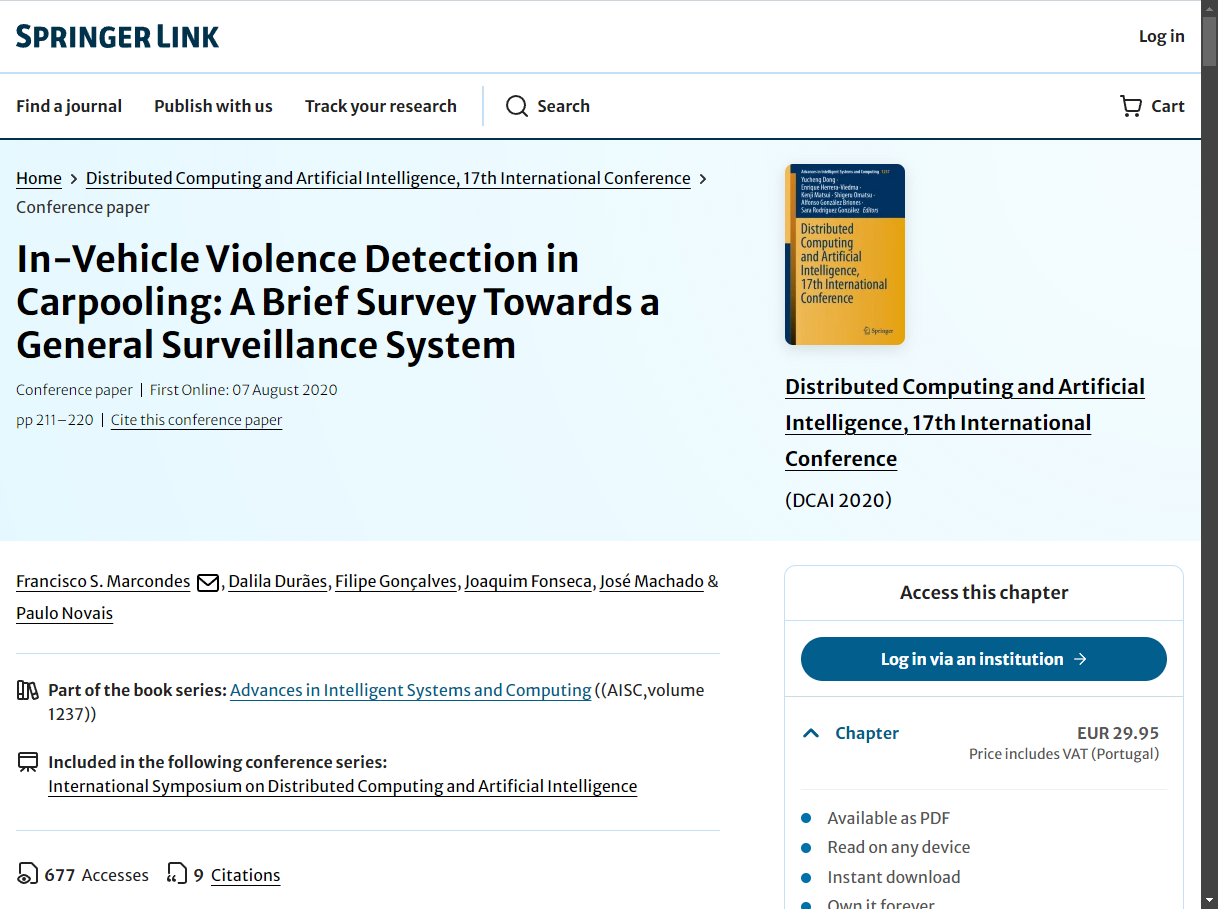 SPRINGER LINK
Log in
Find a journal
Publish with us
Track your research
Search
Cart
Home > Distributed Computing and Artificial Intelligence, 17th International Conference >
Conference paper
In-Vehicle Violence Detection in
Carpooling: A Brief Survey Towards a
General Surveillance System
Conference paper | First Online: 07 August 2020
pp 211–220 | Cite this conference paper
Advances in Intelligent Systems and Computing 1237
Yucheng Dong ·
Enrique Herrera-Viedma ·
Kenji Matsui · Shigeru Omatsu ·
Alfonso González Briones ·
Sara Rodríguez González Editors
Distributed
Computing
and Artificial
Intelligence,
17th International
Conference
Springer
Distributed Computing and Artificial
Intelligence, 17th International
Conference
(DCAI 2020)
Francisco S. Marcondes, Dalila Durães, Filipe Gonçalves, Joaquim Fonseca, José Machado &
Paulo Novais
Part of the book series: Advances in Intelligent Systems and Computing ((AISC,volume
1237))
Included in the following conference series:
International Symposium on Distributed Computing and Artificial Intelligence
677 Accesses
9 Citations
Access this chapter
Log in via an institution →
Chapter
EUR 29.95
Price includes VAT (Portugal)
Available as PDF
Read on any device
Instant download
Own it forever